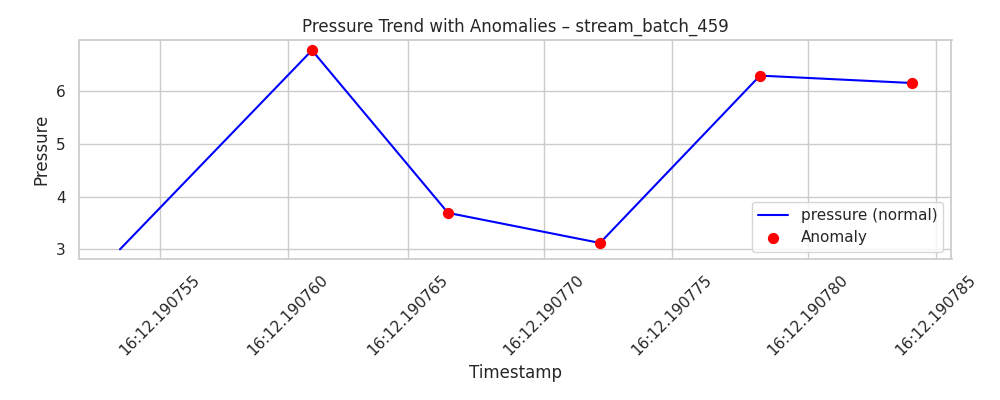 Pressure Trend with Anomalies – stream_batch_459
Pressure
6
5
4
3
pressure (normal)
Anomaly
16:12.190755
16:12.190760
16:12.190765
16:12.190770
16:12.190775
16:12.190780
16:12.190785
Timestamp